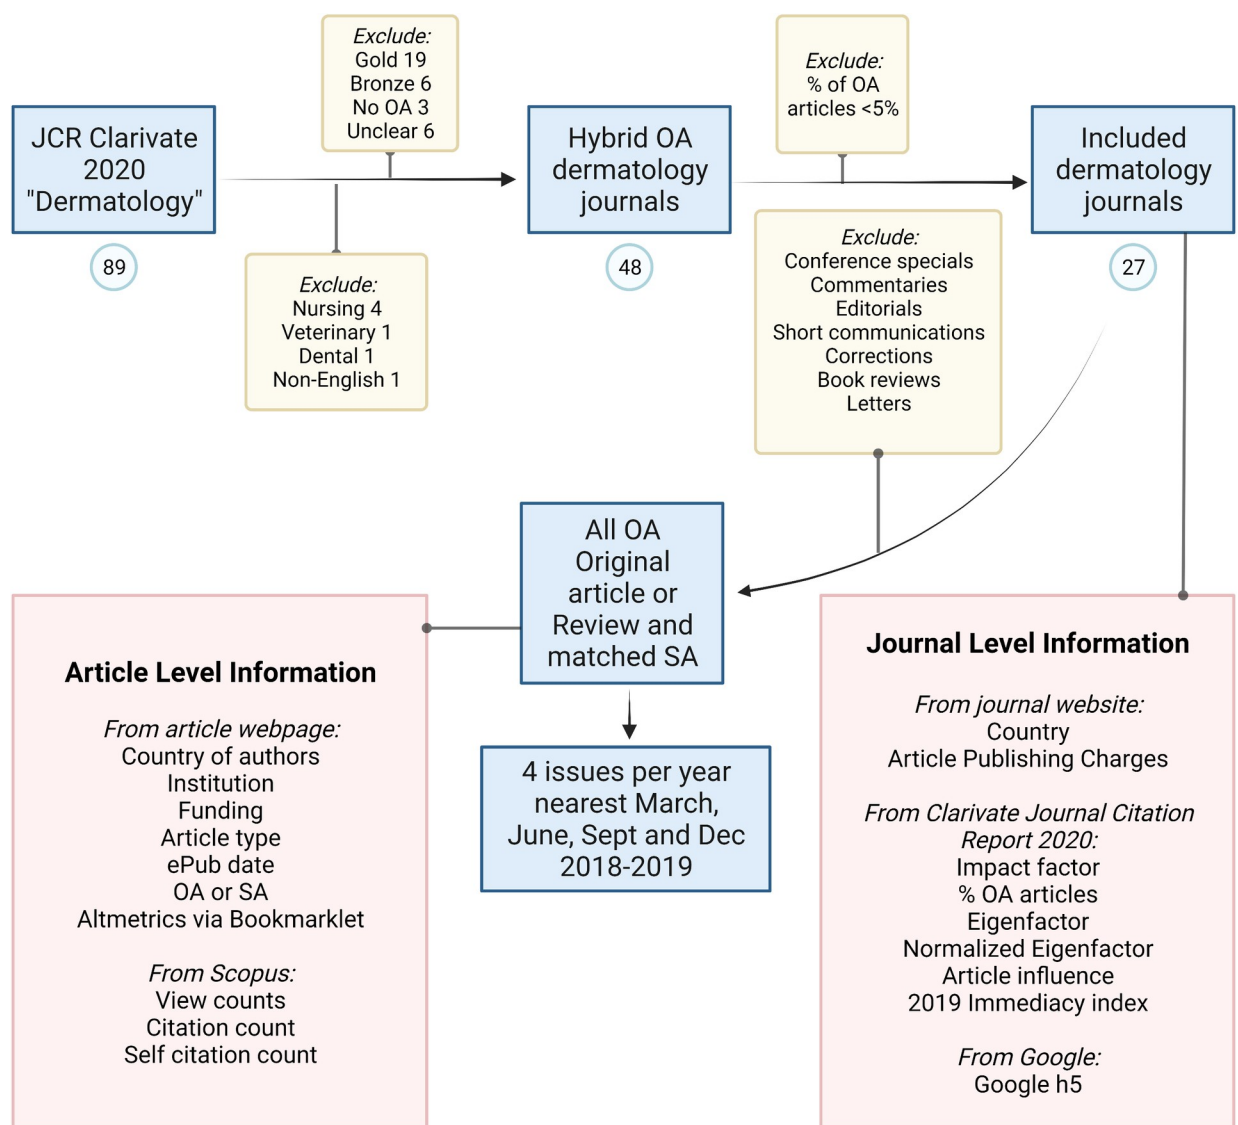 Exclude:
Gold 19
Bronze 6
No OA 3
Unclear 6
Exclude:
% of OA
articles <5%
JCR Clarivate
2020
"Dermatology"
Hybrid OA
dermatology
journals
Included
dermatology
journals
89
48
27
Exclude:
Nursing 4
Veterinary 1
Dental 1
Non-English 1
Exclude:
Conference specials
Commentaries
Editorials
Short communications
Corrections
Book reviews
Letters
All OA
Original
article or
Review and
matched SA
4 issues per year
nearest March,
June, Sept and Dec
2018-2019
Article Level Information
From article webpage:
Country of authors
Institution
Funding
Article type
ePub date
OA or SA
Altmetrics via Bookmarklet
From Scopus:
View counts
Citation count
Self citation count
Journal Level Information
From journal website:
Country
Article Publishing Charges
From Clarivate Journal Citation
Report 2020:
Impact factor
% OA articles
Eigenfactor
Normalized Eigenfactor
Article influence
2019 Immediacy index
From Google:
Google h5